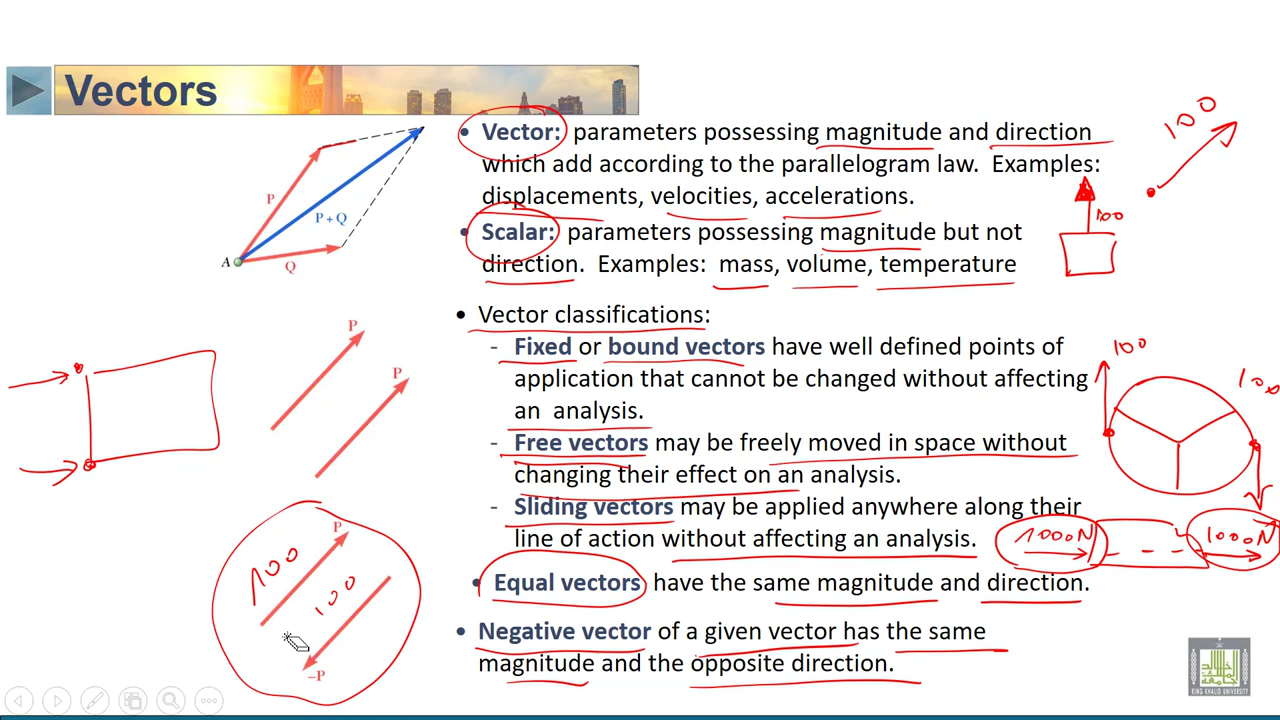 Vectors
• Vector: parameters possessing magnitude and direction
which add according to the parallelogram law. Examples:
displacements, velocities, accelerations.
• Scalar: parameters possessing magnitude but not
direction. Examples: mass, volume, temperature
• Vector classifications:
- Fixed or bound vectors have well defined points of
application that cannot be changed without affecting
an analysis.
- Free vectors may be freely moved in space without
changing their effect on an analysis.
- Sliding vectors may be applied anywhere along their
line of action without affecting an analysis.
• Equal vectors have the same magnitude and direction.
• Negative vector of a given vector has the same
magnitude and the opposite direction.
P
P + Q
A
Q
P
P
P
-P
100
100
100
100
100
100
1000N
1000N
KING KHALID UNIVERSITY